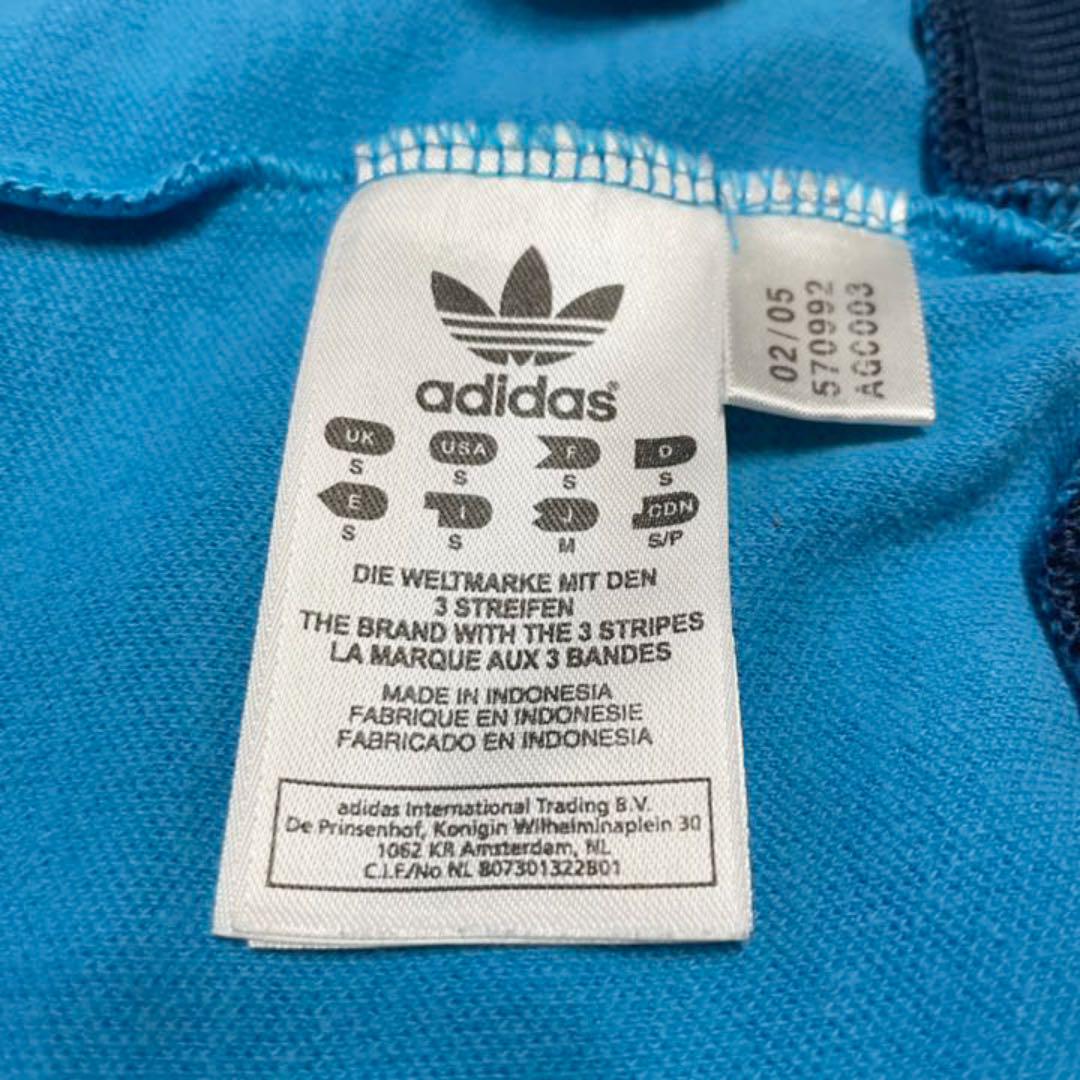 adidas®
UK USA F D
S S S S
E I J CDN
S S M S/P
DIE WELTMARKE MIT DEN
3 STREIFEN
THE BRAND WITH THE 3 STRIPES
LA MARQUE AUX 3 BANDES
MADE IN INDONESIA
FABRIQUE EN INDONESIE
FABRICADO EN INDONESIA
adidas International Trading B.V.
De Prinsenhof, Konigin Wilhelminaplein 30
1062 KR Amsterdam, NL
C.I.F/No NL 807301322B01
02/05
570992
AGC003